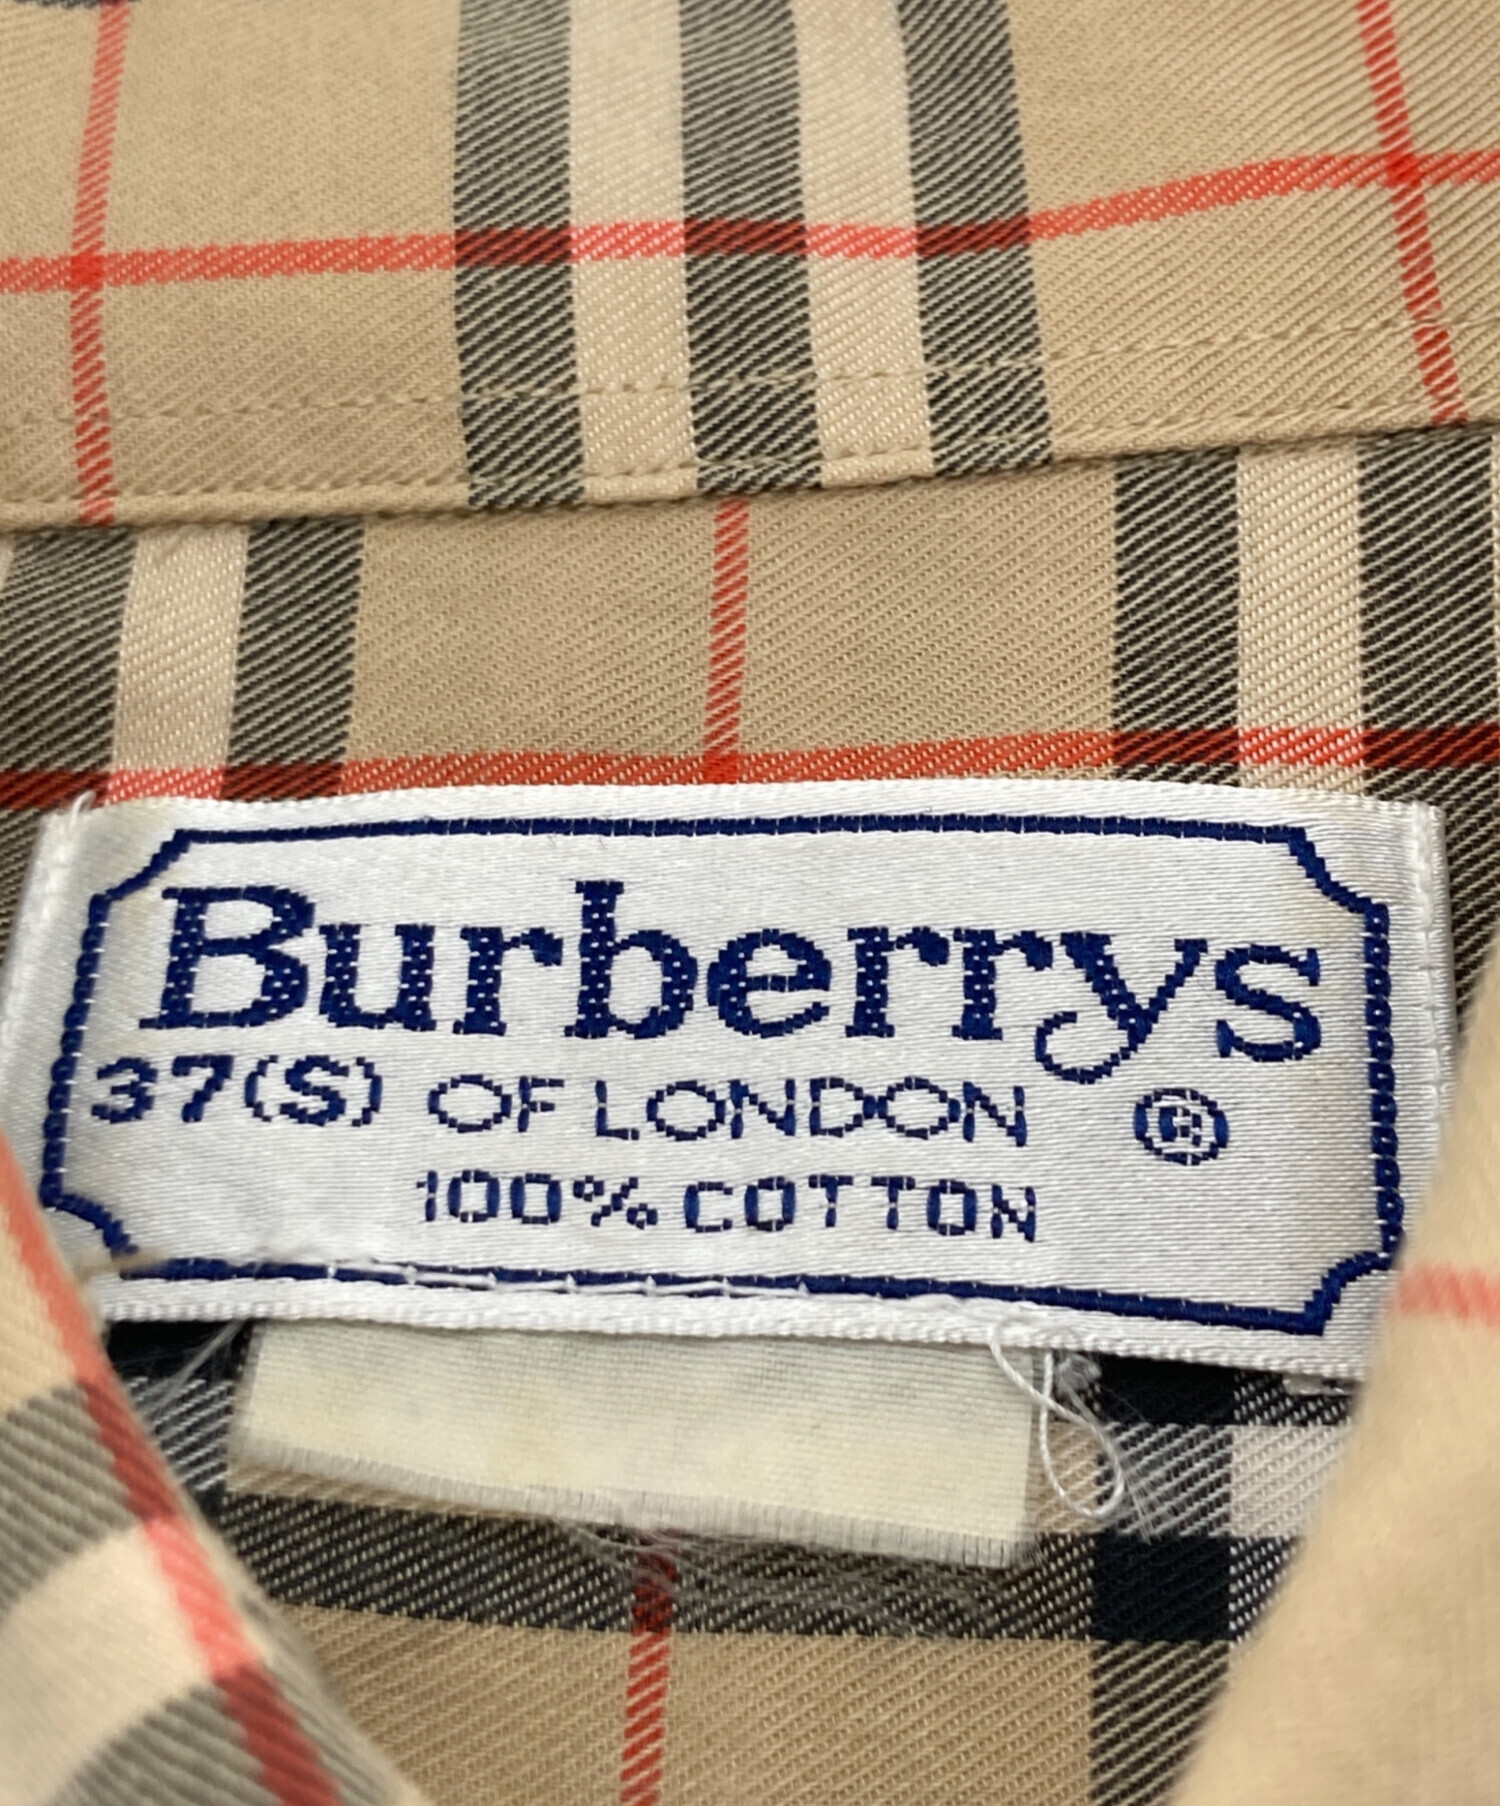 Burberrys
37(S) OF LONDON ®
100% COTTON